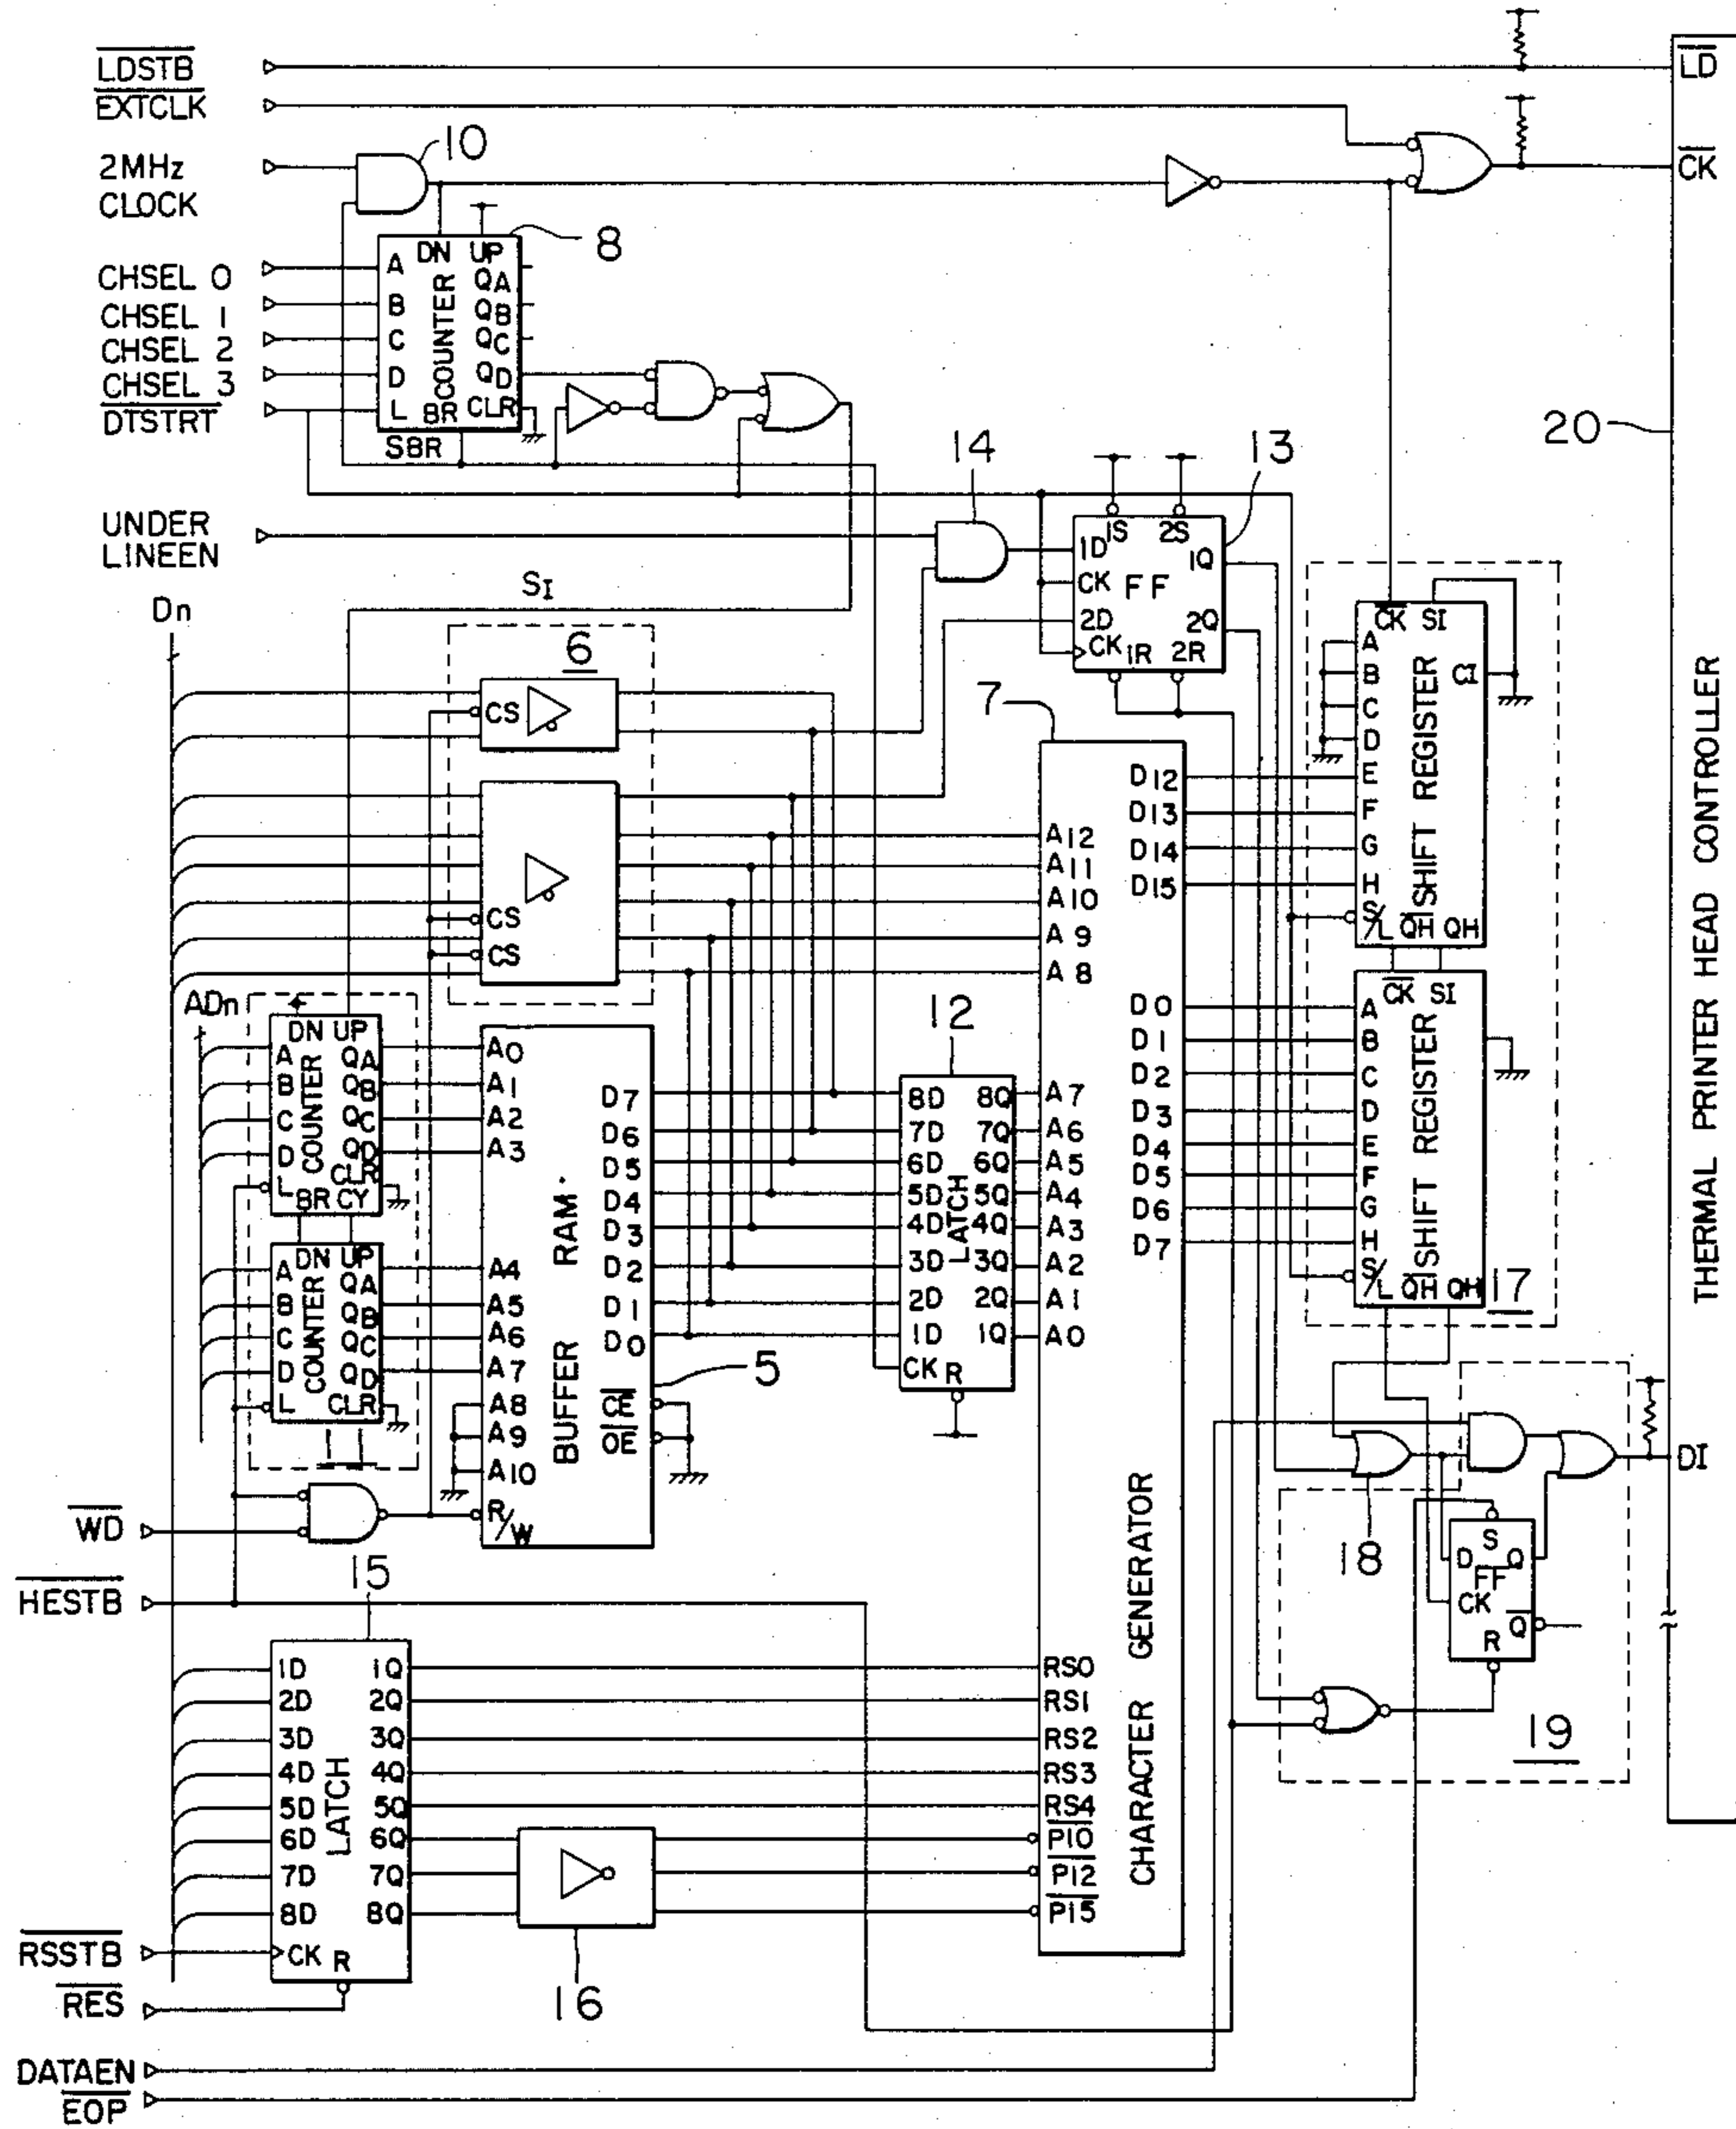 LDSTB
LD
EXTCLK
2MHz
CLOCK
10
CK
8
DN UP
CHSEL 0
CHSEL 1
CHSEL 2
CHSEL 3
DTSTRT
A
B
C
D
L
COUNTER
QA
QB
QC
QD
BR CLR
SBR
20
14
13
UNDER
LINEEN
1S 2S
1D
CK
2D
CK
FF
1Q
2Q
1R 2R
SI
Dn
6
CS
CS
CS
7
CK SI
A
B
C
D
E
F
G
H
S/L QH QH
CI
SHIFT REGISTER
D12
D13
D14
D15
A12
A11
A10
A9
A8
ADn
DN UP
A
B
C
D
L
COUNTER
QA
QB
QC
QD
CLR
BR CY
DN UP
A
B
C
D
L
COUNTER
QA
QB
QC
QD
CLR
11
A0
A1
A2
A3
A4
A5
A6
A7
A8
A9
A10
R/W
BUFFER RAM
D7
D6
D5
D4
D3
D2
D1
D0
CE
OE
5
12
8D
7D
6D
5D
4D
3D
2D
1D
CK R
LATCH
8Q
7Q
6Q
5Q
4Q
3Q
2Q
1Q
A7
A6
A5
A4
A3
A2
A1
A0
D0
D1
D2
D3
D4
D5
D6
D7
CK SI
A
B
C
D
E
F
G
H
S/L QH QH
SHIFT REGISTER
17
THERMAL PRINTER HEAD CONTROLLER
DI
18
S
D Q
FF
CK
Q
R
19
WD
HESTB
15
1D
2D
3D
4D
5D
6D
7D
8D
CK R
LATCH
1Q
2Q
3Q
4Q
5Q
6Q
7Q
8Q
16
RS0
RS1
RS2
RS3
RS4
P10
P12
P15
CHARACTER GENERATOR
RSSTB
RES
DATAEN
EOP